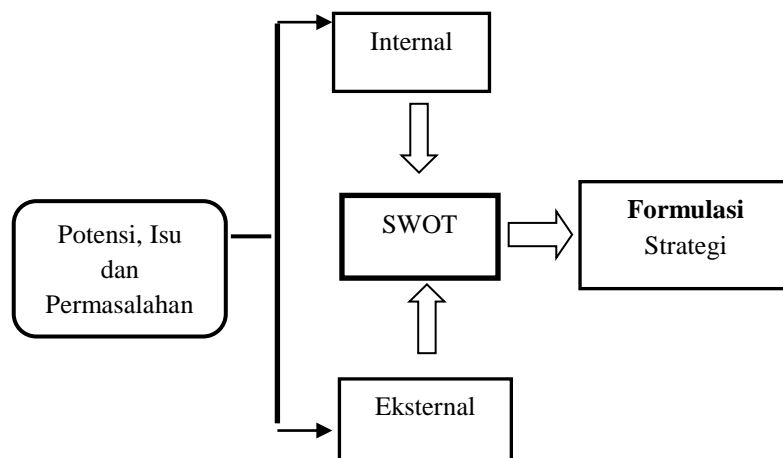 Internal
Potensi, Isu
dan
Permasalahan
SWOT
Formulasi
Strategi
Eksternal